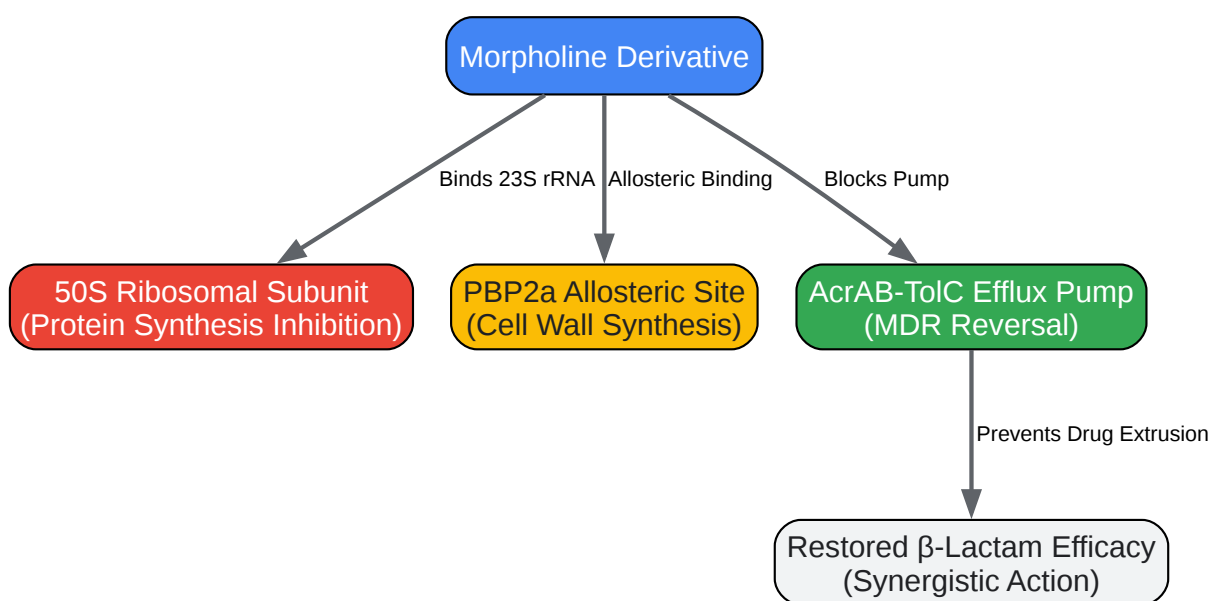 Morpholine Derivative
Binds 23S rRNA
Allosteric Binding
Blocks Pump
50S Ribosomal Subunit
(Protein Synthesis Inhibition)
PBP2a Allosteric Site
(Cell Wall Synthesis)
AcrAB-TolC Efflux Pump
(MDR Reversal)
Prevents Drug Extrusion
Restored β-Lactam Efficacy
(Synergistic Action)